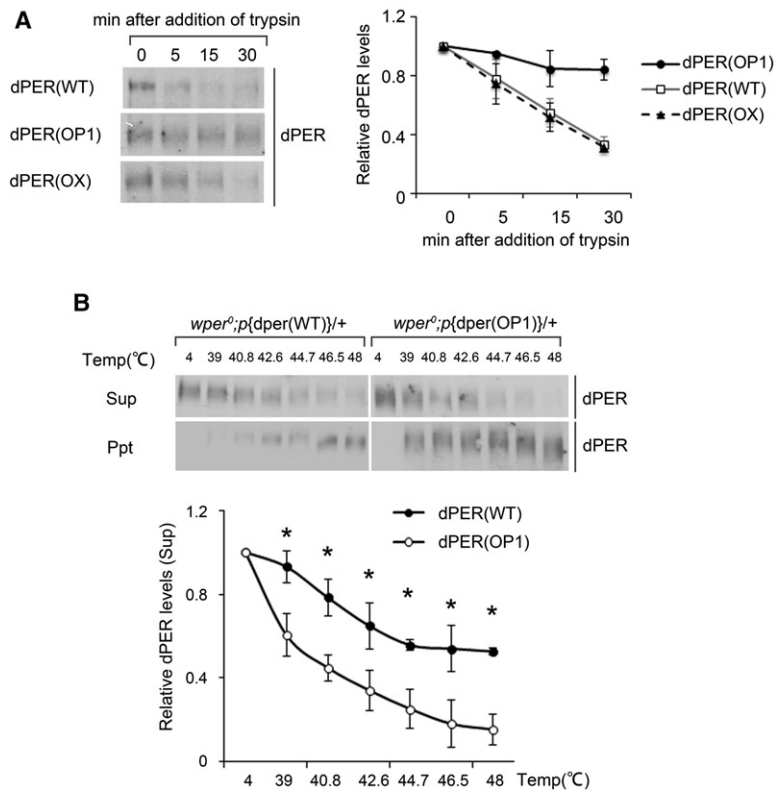 A
min after addition of trypsin
0 5 15 30
dPER(WT)
dPER(OP1)
dPER(OX)
dPER
Relative dPER levels
1.2
0.8
0.4
0
0 5 15 30
min after addition of trypsin
dPER(OP1)
dPER(WT)
dPER(OX)
B
wper⁰;p{dper(WT)}/+ wper⁰;p{dper(OP1)}/+
Temp(℃) 4 39 40.8 42.6 44.7 46.5 48 4 39 40.8 42.6 44.7 46.5 48
Sup dPER
Ppt dPER
Relative dPER levels (Sup)
1.2
0.8
0.4
0
dPER(WT)
dPER(OP1)
* * * * * *
4 39 40.8 42.6 44.7 46.5 48 Temp(℃)